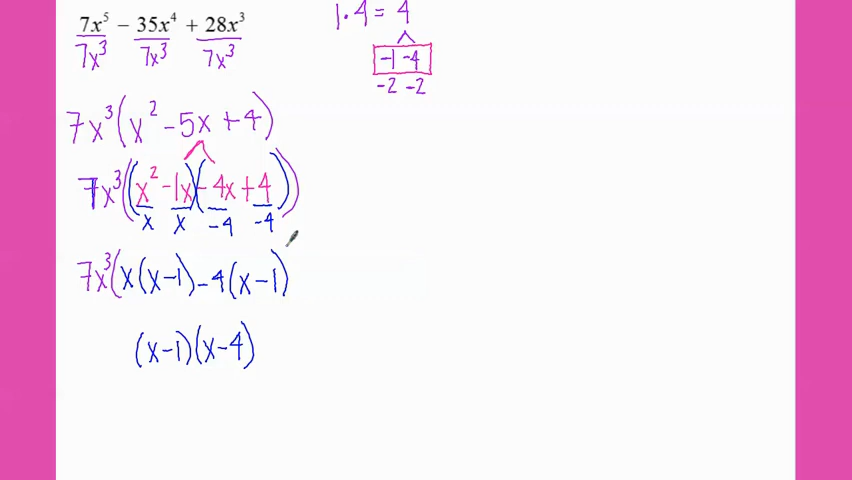 7x⁵ − 35x⁴ + 28x³
7x³ 7x³ 7x³
1·4 = 4
-1 -4
-2 -2
7x³(x² -5x +4)
7x³((x² -1x)(-4x+4))
x x -4 -4
7x³(x(x-1)-4(x-1)
(x-1)(x-4)